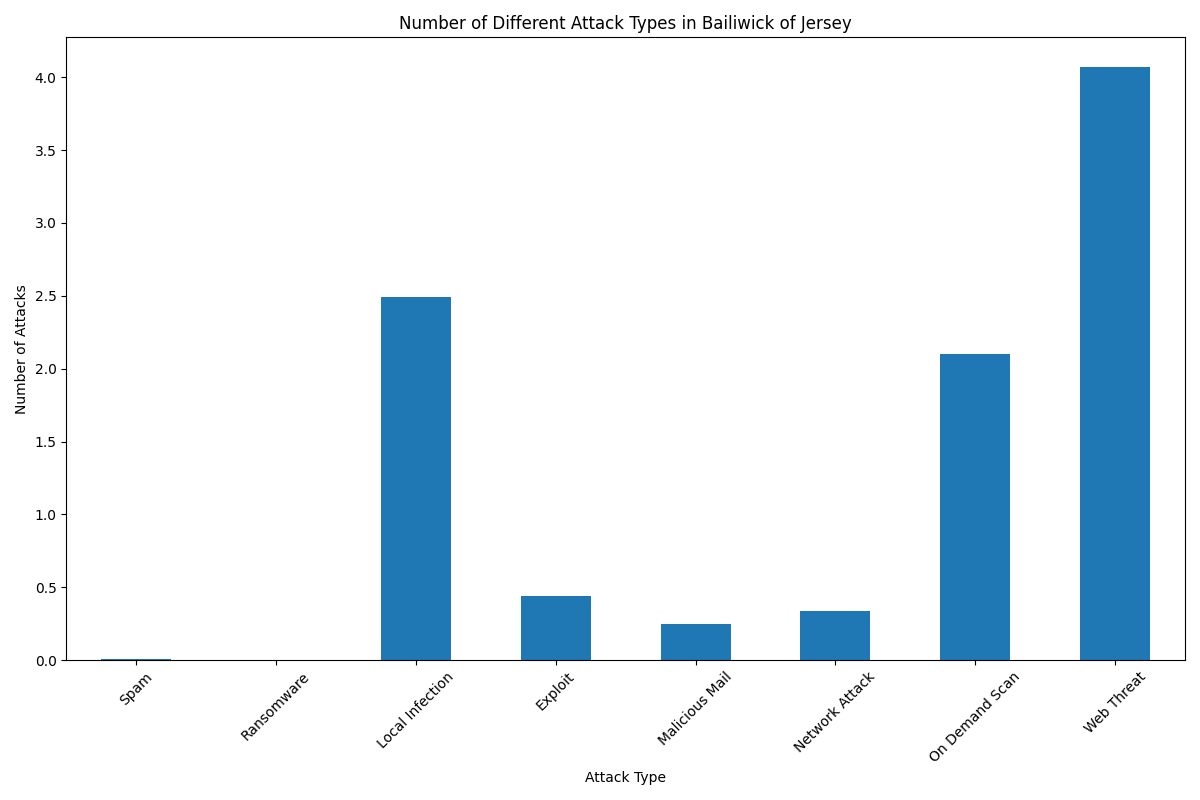 Number of Different Attack Types in Bailiwick of Jersey
Number of Attacks
4.0
3.5
3.0
2.5
2.0
1.5
1.0
0.5
0.0
Spam
Ransomware
Local Infection
Exploit
Malicious Mail
Network Attack
On Demand Scan
Web Threat
Attack Type